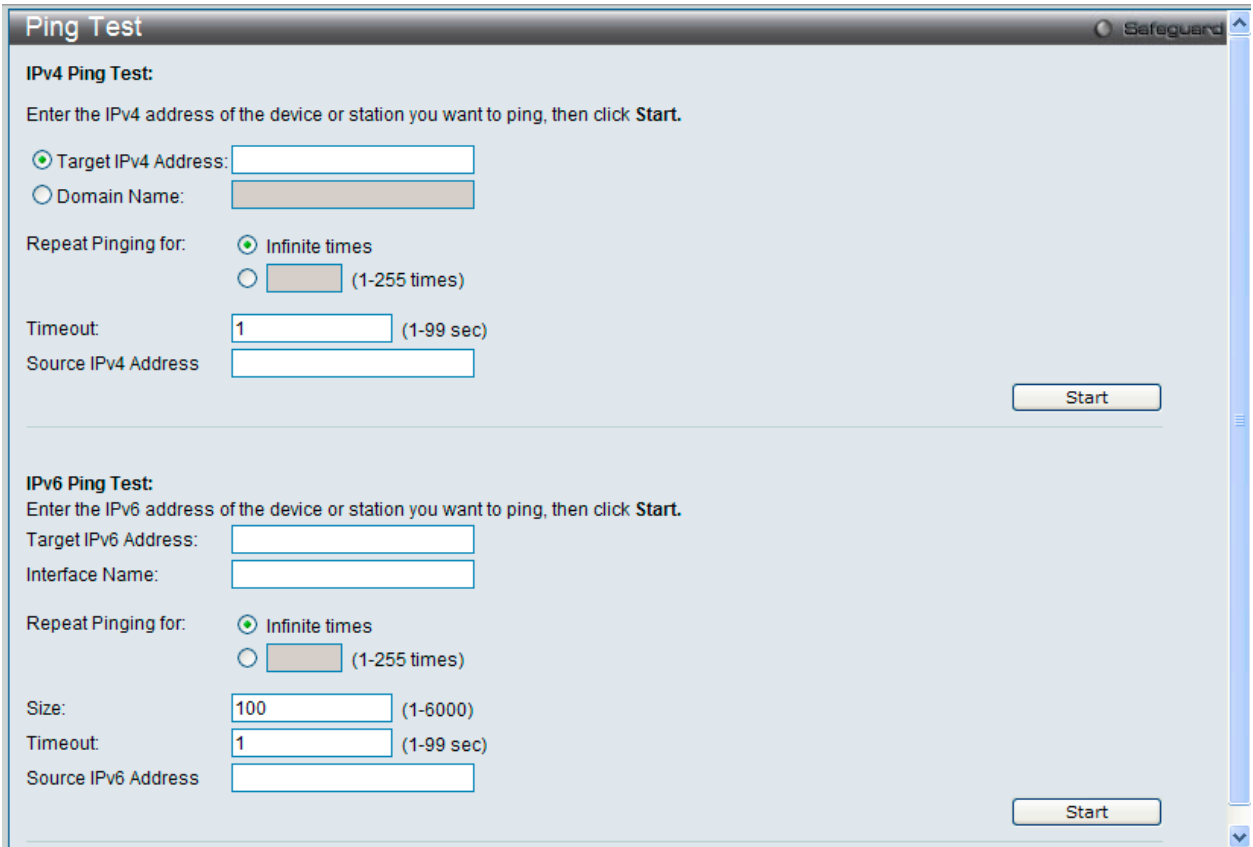 Ping Test
Safeguard
IPv4 Ping Test:
Enter the IPv4 address of the device or station you want to ping, then click Start.
Target IPv4 Address:
Domain Name:
Repeat Pinging for: Infinite times
(1-255 times)
Timeout: 1 (1-99 sec)
Source IPv4 Address
Start
IPv6 Ping Test:
Enter the IPv6 address of the device or station you want to ping, then click Start.
Target IPv6 Address:
Interface Name:
Repeat Pinging for: Infinite times
(1-255 times)
Size: 100 (1-6000)
Timeout: 1 (1-99 sec)
Source IPv6 Address
Start